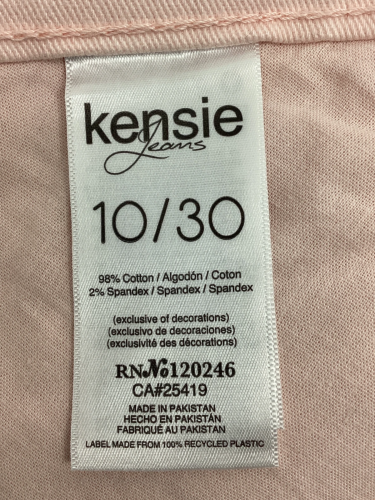 kensie
Jeans
10/30
98% Cotton / Algodón / Coton
2% Spandex / Spandex / Spandex
(exclusive of decorations)
(exclusivo de decoraciones)
(exclusivité des décorations)
RN№120246
CA#25419
MADE IN PAKISTAN
HECHO EN PAKISTÁN
FABRIQUÉ AU PAKISTAN
LABEL MADE FROM 100% RECYCLED PLASTIC